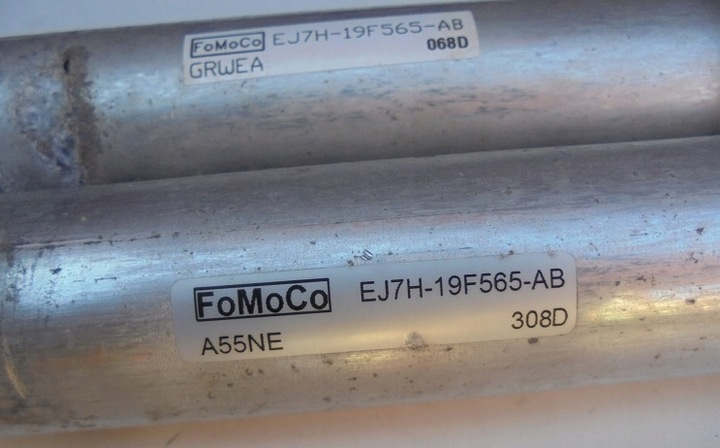 FoMoCo EJ7H-19F565-AB
GRWEA 068D
FoMoCo EJ7H-19F565-AB
A55NE 308D